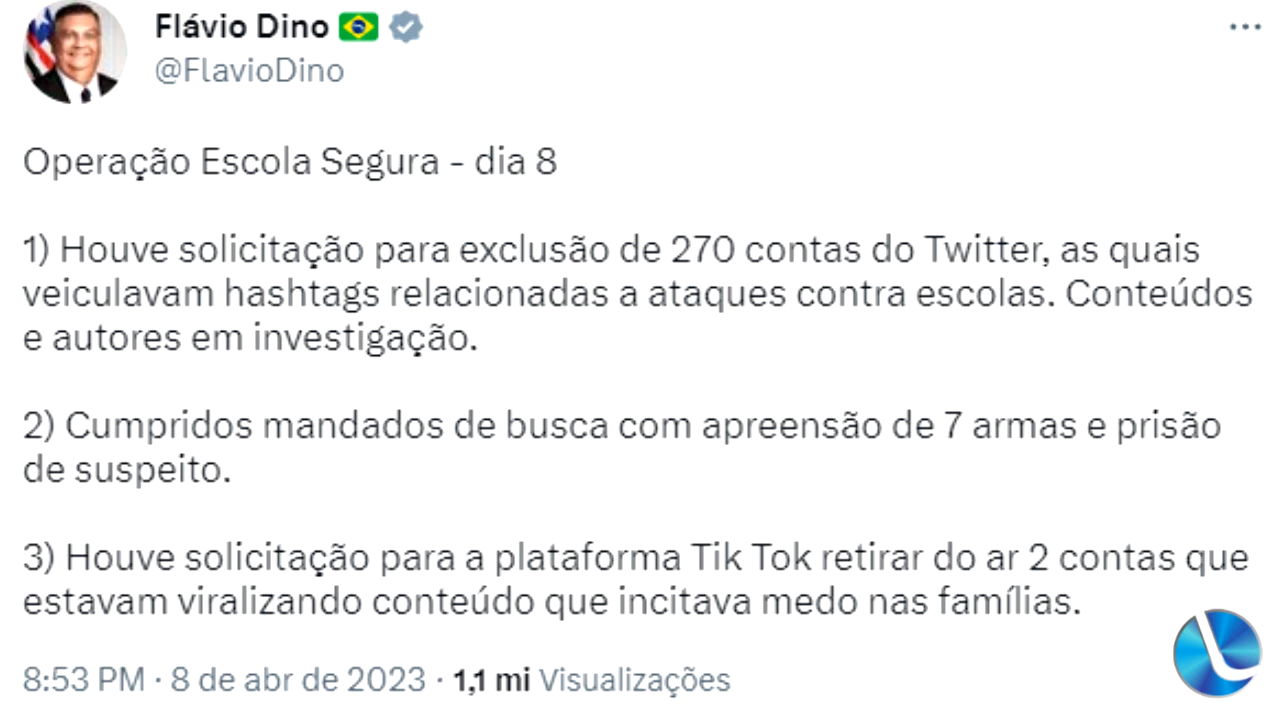 Flávio Dino
@FlavioDino
Operação Escola Segura - dia 8
1) Houve solicitação para exclusão de 270 contas do Twitter, as quais
veiculavam hashtags relacionadas a ataques contra escolas. Conteúdos
e autores em investigação.
2) Cumpridos mandados de busca com apreensão de 7 armas e prisão
de suspeito.
3) Houve solicitação para a plataforma Tik Tok retirar do ar 2 contas que
estavam viralizando conteúdo que incitava medo nas famílias.
8:53 PM · 8 de abr de 2023 · 1,1 mi Visualizações